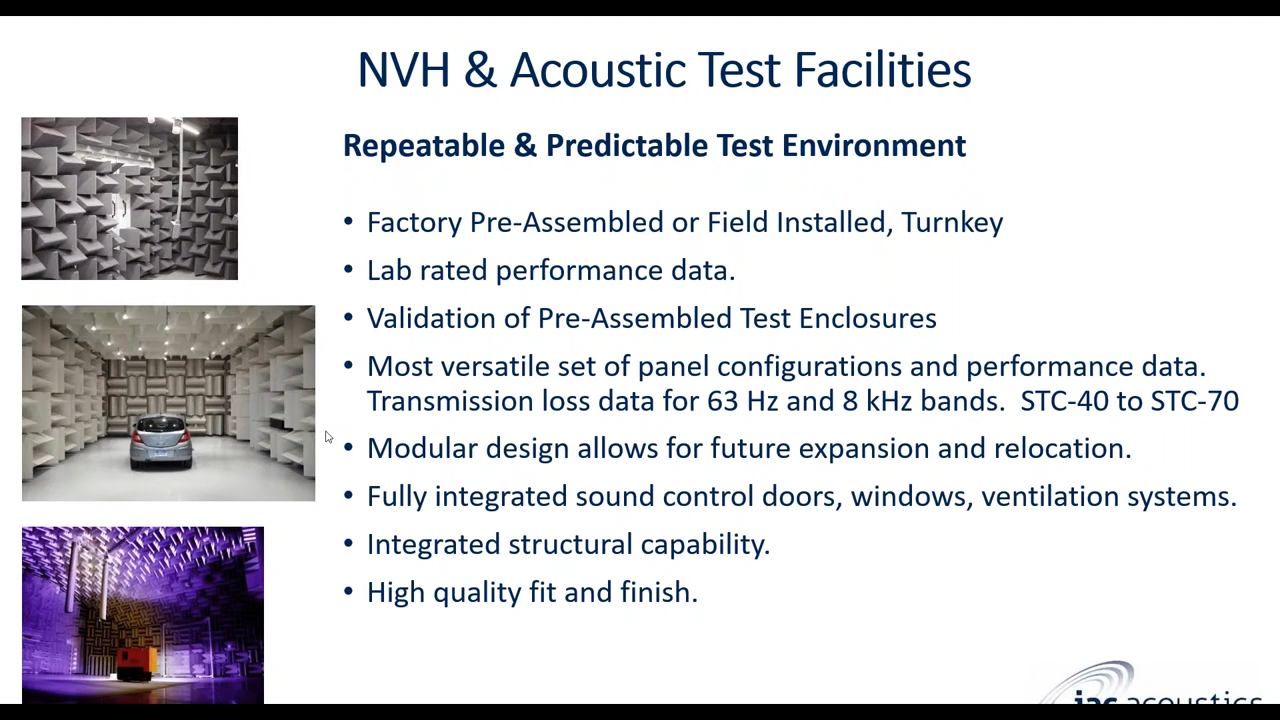 NVH & Acoustic Test Facilities
Repeatable & Predictable Test Environment
• Factory Pre-Assembled or Field Installed, Turnkey
• Lab rated performance data.
• Validation of Pre-Assembled Test Enclosures
• Most versatile set of panel configurations and performance data.
Transmission loss data for 63 Hz and 8 kHz bands.  STC-40 to STC-70
• Modular design allows for future expansion and relocation.
• Fully integrated sound control doors, windows, ventilation systems.
• Integrated structural capability.
• High quality fit and finish.
iac acoustics